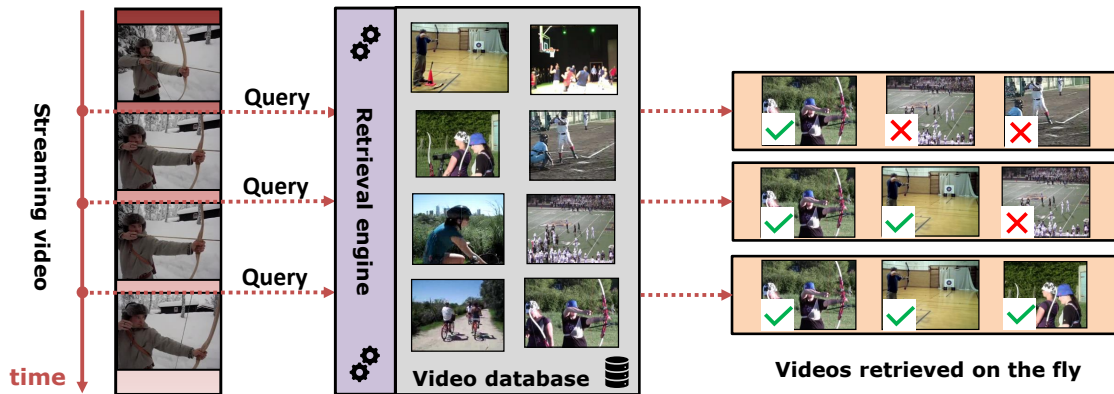 Streaming video
time
Query
Query
Query
Retrieval engine
Video database
Videos retrieved on the fly